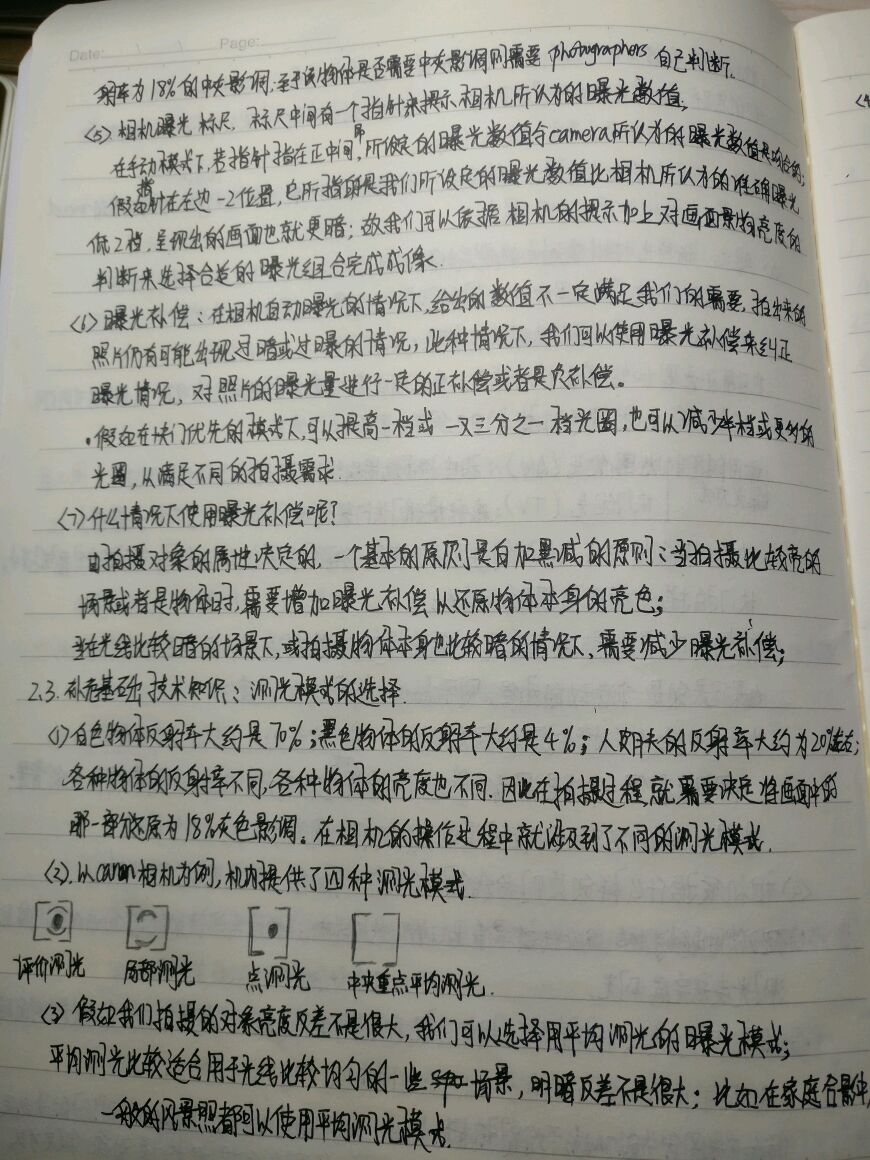 Date: / / Page:
射率为18%的中灰影调.至于该物体是否需要中灰影调则需要photographers自己判断.
<5>相机曝光标尺. 标尺中间有一个指针来提示相机所认为的曝光数值,
在手动模式下,若指针指在正中间,即所设定的曝光数值令camera所认为的曝光数值是吻合的;
假如指针在左边-2位置,它所指的是我们所设定的曝光数值比相机所认为的准确曝光
低2档.呈现出的画面也就更暗;故我们可以依据相机的提示加上对画面景物亮度的
判断来选择合适的曝光组合完成成像.
<6>曝光补偿:在相机自动曝光的情况下,给出的数值不一定满足我们的需要,拍出来的
照片仍有可能出现过暗或过曝的情况,此种情况下,我们可以使用曝光补偿来纠正
曝光情况,对照片的曝光量进行一定的正补偿或者是欠补偿。
•假如在快门优先的模式下,可以提高一档或一又三分之一档光圈,也可以减少半档或更多的
光圈,从满足不同的拍摄需求.
<7>什么情况下使用曝光补偿呢?
由拍摄对象的属性决定的,一个基本的原则是白加黑减的原则:当拍摄比较亮的
场景或者是物体时,需要增加曝光补偿从还原物体本身的亮色;
当在光线比较暗的场景下,或拍摄物体本身也比较暗的情况下,需要减少曝光补偿;
2.3.补充基础技术知识:测光模式的选择.
<1>白色物体反射率大约是70%;黑色物体的反射率大约是4%;人类的反射率大约为20%左右;
各种物体的反射率不同,各种物体的亮度也不同.因此在拍摄过程就需要决定将画面中的
那一部分还原为18%灰色影调。在相机的操作过程中就涉及到了不同的测光模式.
<2>.以canon相机为例,机内提供了四种测光模式.
评价测光 局部测光 点测光 中央重点平均测光.
<3>假如我们拍摄的对象亮度反差不是很大,我们可以选择用平均测光的曝光模式;
平均测光比较适合用于光线比较均匀的一些场景,明暗反差不是很大;比如在家庭合影中,
一般的风景照都可以使用平均测光模式.